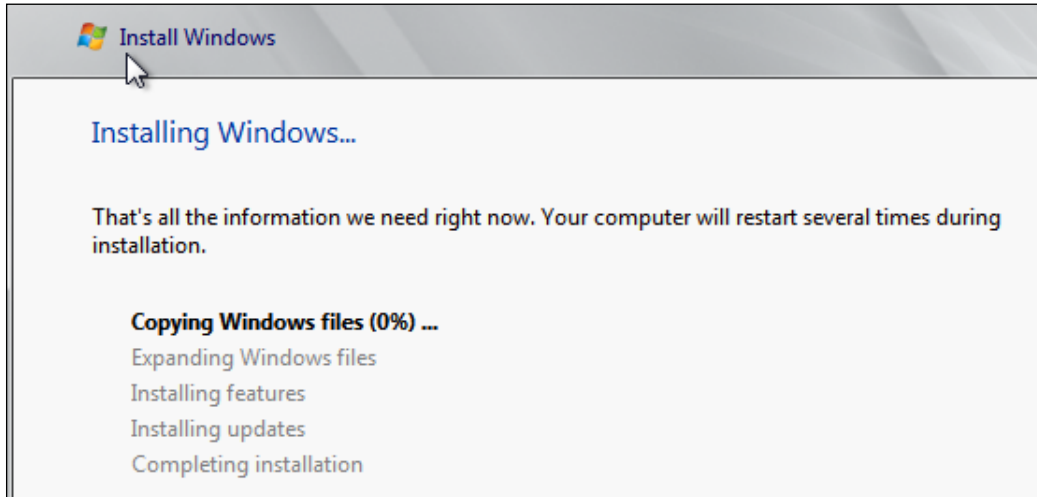 Install Windows
Installing Windows...
That's all the information we need right now. Your computer will restart several times during
installation.
Copying Windows files (0%) ...
Expanding Windows files
Installing features
Installing updates
Completing installation